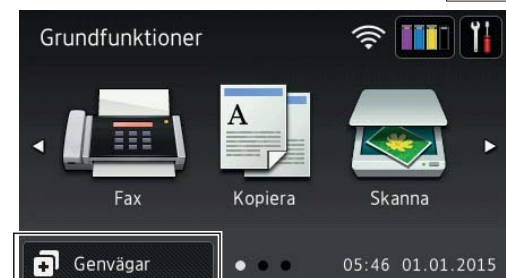 Grundfunktioner
A
Fax Kopiera Skanna
Genvägar 05:46 01.01.2015